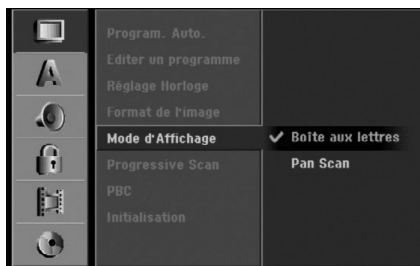 Program. Auto.
Editer un programme
Réglage Horloge
Format de l'image
Mode d'Affichage
Boîte aux lettres
Progressive Scan
Pan Scan
PBC
Initialisation
A